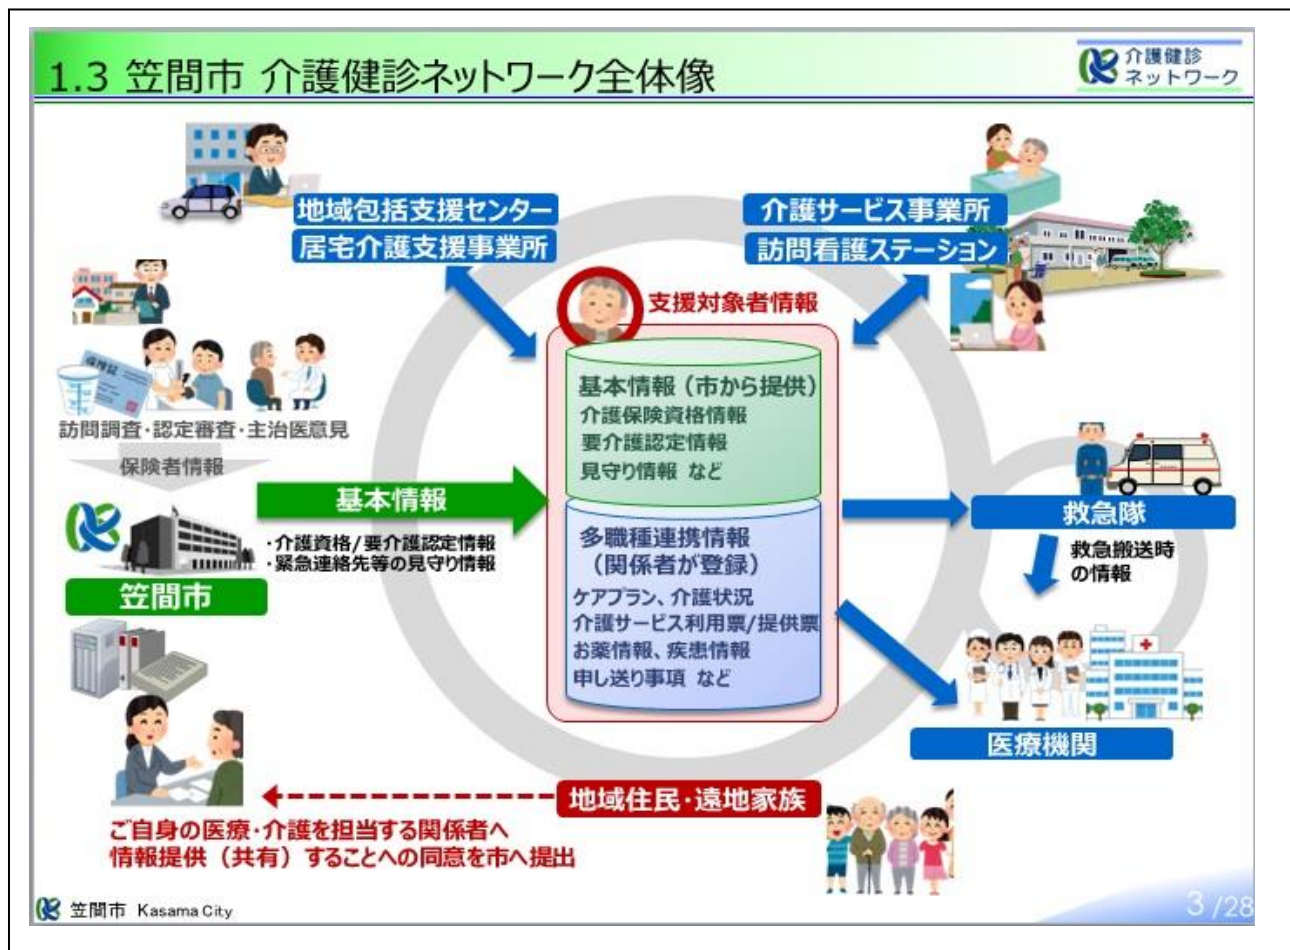 1.3 笠間市 介護健診ネットワーク全体像
介護健診
ネットワーク
地域包括支援センター
居宅介護支援事業所
介護サービス事業所
訪問看護ステーション
支援対象者情報
基本情報（市から提供）
介護保険資格情報
要介護認定情報
見守り情報 など
保険証
訪問調査・認定審査・主治医意見
保険者情報
基本情報
・介護資格/要介護認定情報
・緊急連絡先等の見守り情報
笠間市
多職種連携情報
（関係者が登録）
ケアプラン、介護状況
介護サービス利用票/提供票
お薬情報、疾患情報
申し送り事項 など
救急隊
救急搬送時
の情報
医療機関
地域住民・遠地家族
ご自身の医療・介護を担当する関係者へ
情報提供（共有）することへの同意を市へ提出
笠間市 Kasama City
3 /28